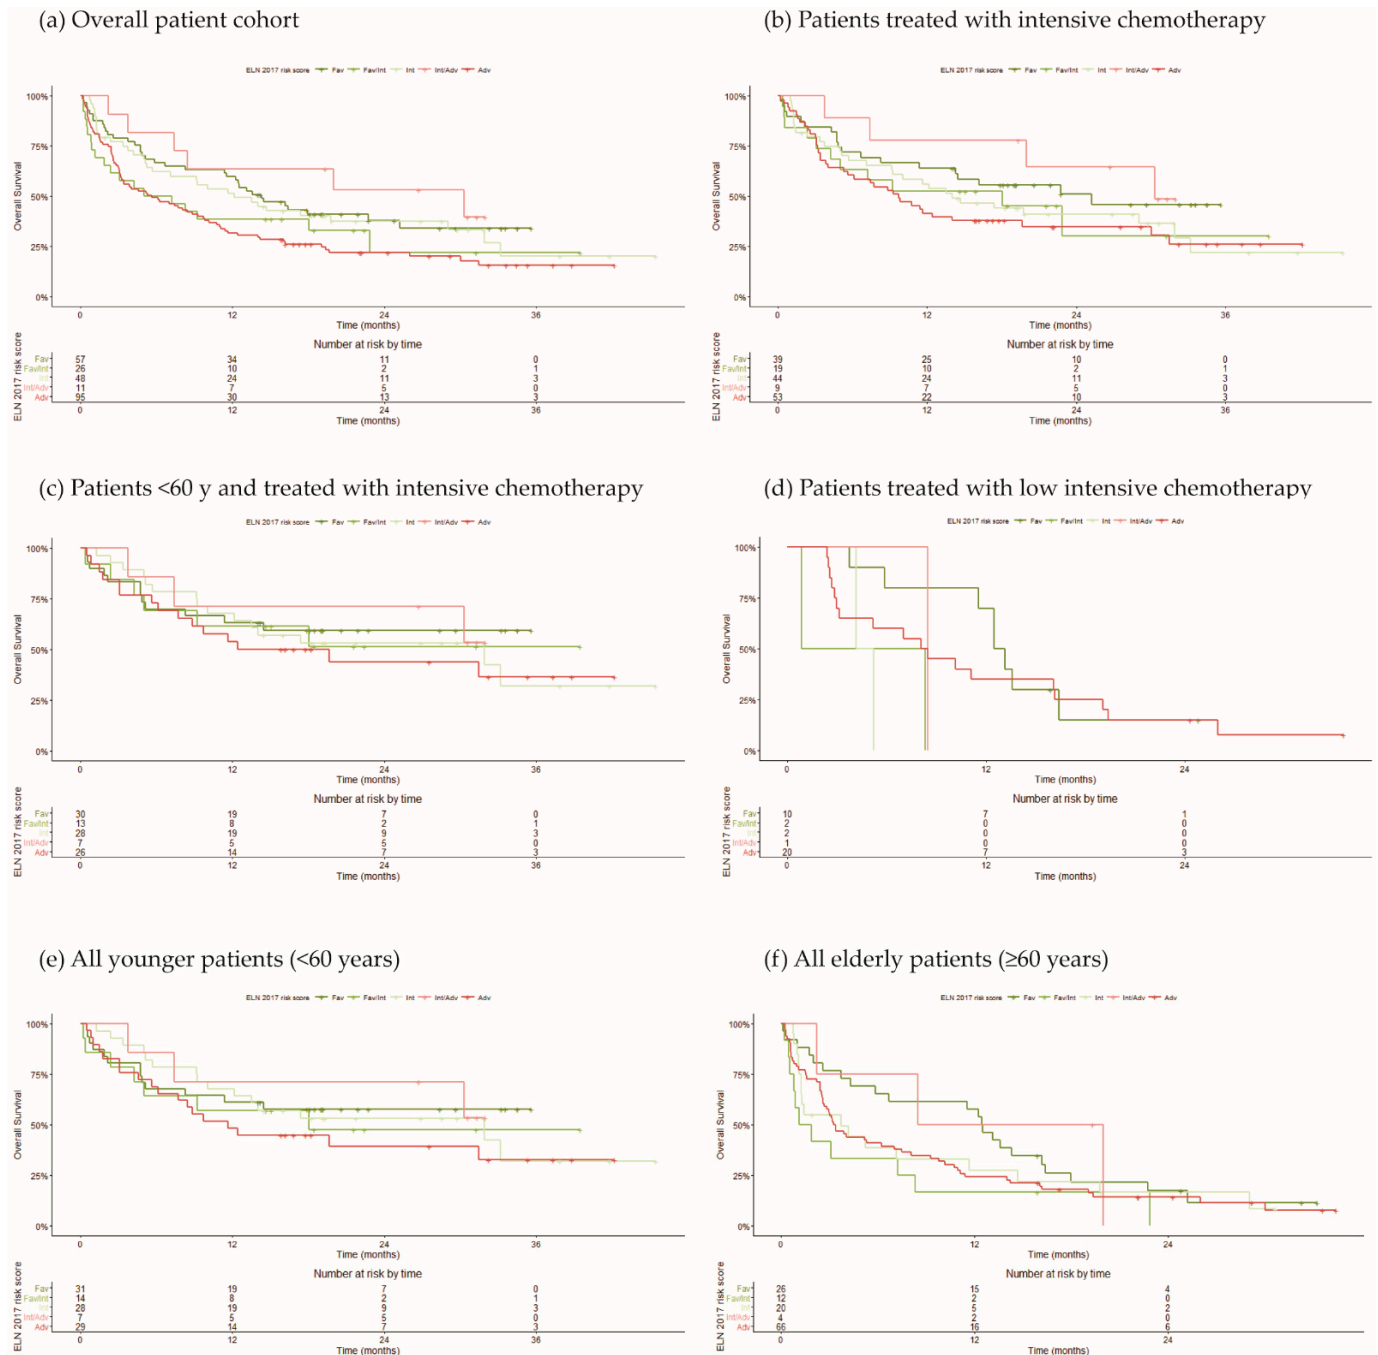 (a) Overall patient cohort
ELN 2017 risk score Fav Fav/Int Int Int/Adv Adv
100%
75%
50%
25%
0%
Overall Survival
0 12 24 36
Time (months)
Number at risk by time
ELN 2017 risk score
Fav 57 34 11 0
Fav/Int 26 10 2 1
Int 48 24 11 3
Int/Adv 11 7 5 0
Adv 95 30 13 3
0 12 24 36
Time (months)
(b) Patients treated with intensive chemotherapy
ELN 2017 risk score Fav Fav/Int Int Int/Adv Adv
100%
75%
50%
25%
0%
Overall Survival
0 12 24 36
Time (months)
Number at risk by time
ELN 2017 risk score
Fav 39 25 10 0
Fav/Int 19 10 2 1
Int 44 24 11 3
Int/Adv 9 7 5 0
Adv 53 22 10 3
0 12 24 36
Time (months)
(c) Patients <60 y and treated with intensive chemotherapy
ELN 2017 risk score Fav Fav/Int Int Int/Adv Adv
100%
75%
50%
25%
0%
Overall Survival
0 12 24 36
Time (months)
Number at risk by time
ELN 2017 risk score
Fav 30 19 7 0
Fav/Int 13 8 2 1
Int 28 19 9 3
Int/Adv 7 5 5 0
Adv 26 14 7 3
0 12 24 36
Time (months)
(d) Patients treated with low intensive chemotherapy
ELN 2017 risk score Fav Fav/Int Int Int/Adv Adv
100%
75%
50%
25%
0%
Overall Survival
0 12 24
Time (months)
Number at risk by time
ELN 2017 risk score
Fav 10 7 1
Fav/Int 2 0 0
Int 2 0 0
Int/Adv 1 0 0
Adv 20 7 3
0 12 24
Time (months)
(e) All younger patients (<60 years)
ELN 2017 risk score Fav Fav/Int Int Int/Adv Adv
100%
75%
50%
25%
0%
Overall Survival
0 12 24 36
Time (months)
Number at risk by time
ELN 2017 risk score
Fav 31 19 7 0
Fav/Int 14 8 2 1
Int 28 19 9 3
Int/Adv 7 5 5 0
Adv 29 14 7 3
0 12 24 36
Time (months)
(f) All elderly patients (≥60 years)
ELN 2017 risk score Fav Fav/Int Int Int/Adv Adv
100%
75%
50%
25%
0%
Overall Survival
0 12 24
Time (months)
Number at risk by time
ELN 2017 risk score
Fav 26 15 4
Fav/Int 12 2 0
Int 20 5 2
Int/Adv 4 2 0
Adv 66 16 6
0 12 24
Time (months)